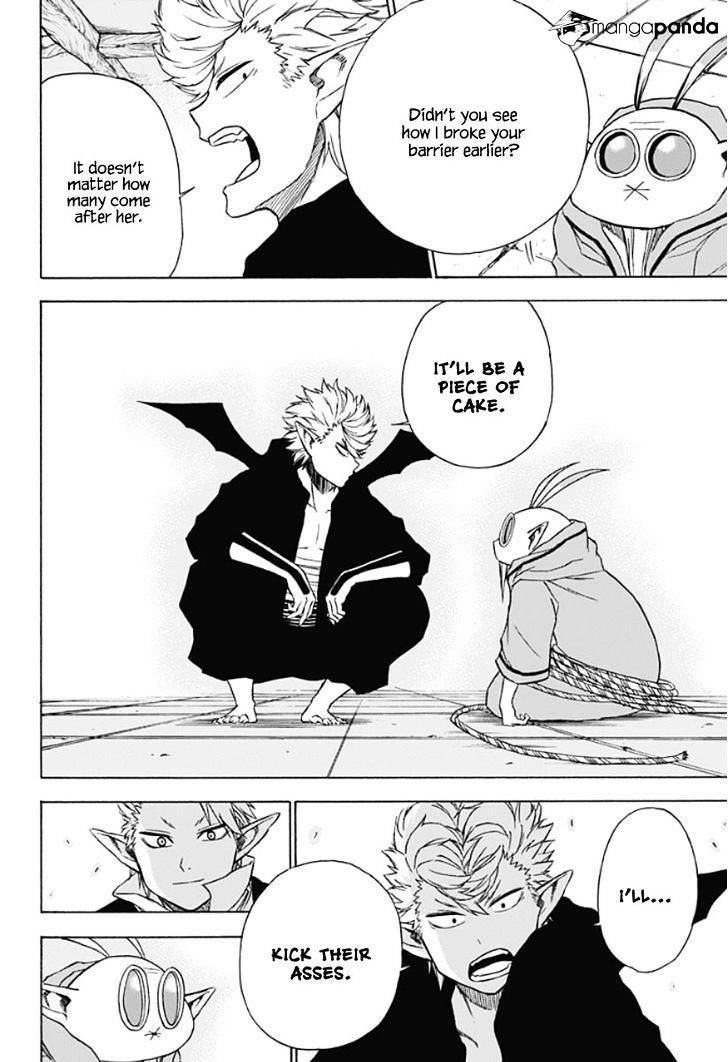 mangapanda
Didn't you see
how I broke your
barrier earlier?
It doesn't
matter how
many come
after her.
IT'LL BE A
PIECE OF
CAKE.
I'LL...
KICK THEIR
ASSES.